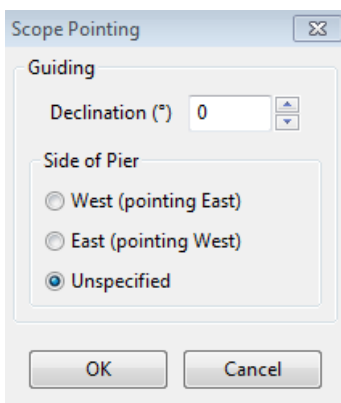 Scope Pointing
Guiding
Declination (°) 0
Side of Pier
West (pointing East)
East (pointing West)
Unspecified
OK Cancel